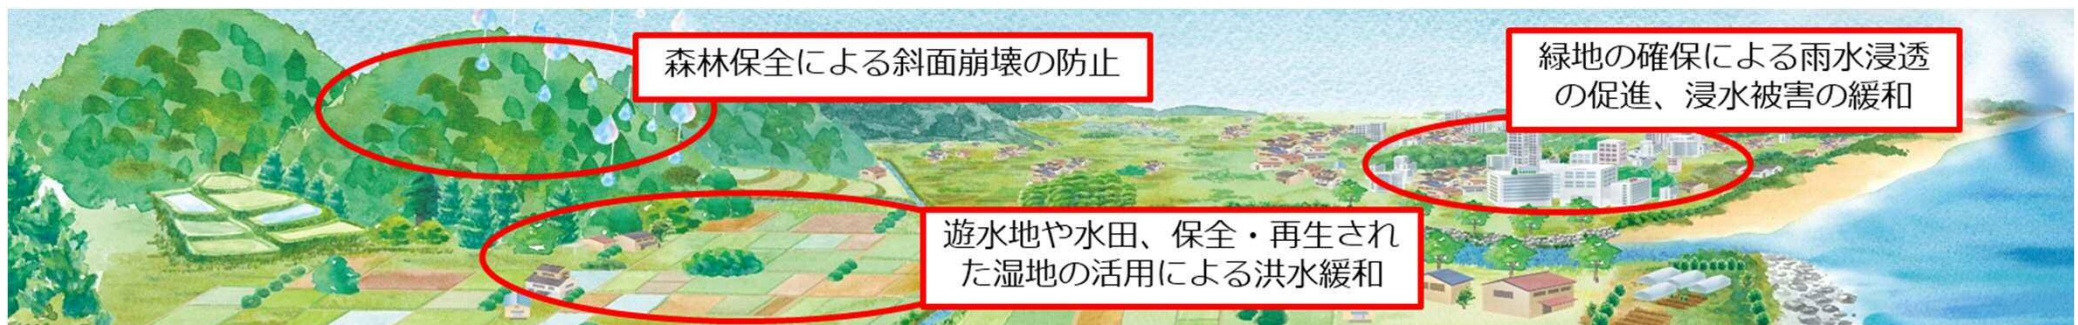 森林保全による斜面崩壊の防止
緑地の確保による雨水浸透
の促進、浸水被害の緩和
遊水地や水田、保全・再生され
た湿地の活用による洪水緩和